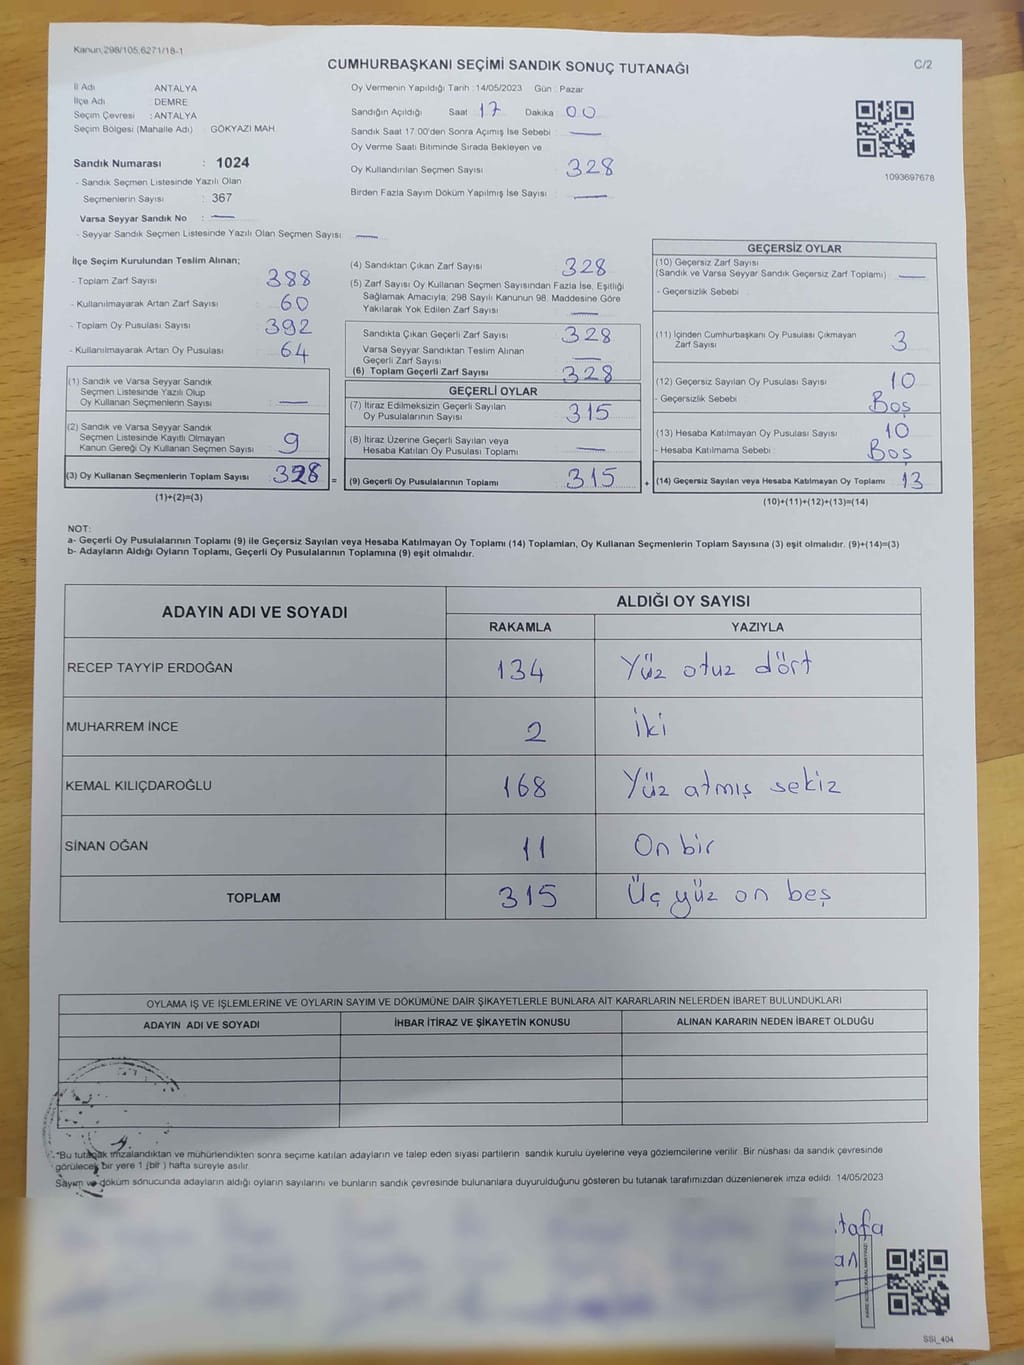 Kanun;298/105,6271/18-1
CUMHURBAŞKANI SEÇİMİ SANDIK SONUÇ TUTANAĞI
C/2
İl Adı ANTALYA
İlçe Adı : DEMRE
Seçim Çevresi : ANTALYA
Seçim Bölgesi (Mahalle Adı) : GÖKYAZI MAH
Sandık Numarası : 1024
- Sandık Seçmen Listesinde Yazılı Olan
Seçmenlerin Sayısı : 367
Varsa Seyyar Sandık No : —
- Seyyar Sandık Seçmen Listesinde Yazılı Olan Seçmen Sayısı: —
Oy Vermenin Yapıldığı Tarih : 14/05/2023 Gün : Pazar
Sandığın Açıldığı Saat 17 Dakika : 00
Sandık Saat 17:00'den Sonra Açımış İse Sebebi : —
Oy Verme Saati Bitiminde Sırada Bekleyen ve
Oy Kullandırılan Seçmen Sayısı : 328
Birden Fazla Sayım Döküm Yapılmış İse Sayısı : —
1093697678
İlçe Seçim Kurulundan Teslim Alınan;
- Toplam Zarf Sayısı 388
- Kullanılmayarak Artan Zarf Sayısı : 60
- Toplam Oy Pusulası Sayısı : 392
- Kullanılmayarak Artan Oy Pusulası : 64
(1) Sandık ve Varsa Seyyar Sandık
Seçmen Listesinde Yazılı Olup
Oy Kullanan Seçmenlerin Sayısı : —
(2) Sandık ve Varsa Seyyar Sandık
Seçmen Listesinde Kayıtlı Olmayan
Kanun Gereği Oy Kullanan Seçmen Sayısı : 9
(3) Oy Kullanan Seçmenlerin Toplam Sayısı : 328
(1)+(2)=(3)
(4) Sandıktan Çıkan Zarf Sayısı : 328
(5) Zarf Sayısı Oy Kullanan Seçmen Sayısından Fazla İse, Eşitliği
Sağlamak Amacıyla; 298 Sayılı Kanunun 98. Maddesine Göre
Yakılarak Yok Edilen Zarf Sayısı : —
Sandıkta Çıkan Geçerli Zarf Sayısı : 328
Varsa Seyyar Sandıktan Teslim Alınan
Geçerli Zarf Sayısı : —
(6) Toplam Geçerli Zarf Sayısı : 328
GEÇERLİ OYLAR
(7) İtiraz Edilmeksizin Geçerli Sayılan
Oy Pusulalarının Sayısı : 315
(8) İtiraz Üzerine Geçerli Sayılan veya
Hesaba Katılan Oy Pusulası Toplamı : —
= (9) Geçerli Oy Pusulalarının Toplamı : 315
GEÇERSİZ OYLAR
(10) Geçersiz Zarf Sayısı
(Sandık ve Varsa Seyyar Sandık Geçersiz Zarf Toplamı) : —
- Geçersizlik Sebebi :
(11) İçinden Cumhurbaşkanı Oy Pusulası Çıkmayan
Zarf Sayısı : 3
(12) Geçersiz Sayılan Oy Pusulası Sayısı : 10
- Geçersizlik Sebebi : Boş
(13) Hesaba Katılmayan Oy Pusulası Sayısı : 10
- Hesaba Katılmama Sebebi : Boş
+ (14) Geçersiz Sayılan veya Hesaba Katılmayan Oy Toplamı : 13
(10)+(11)+(12)+(13)=(14)
NOT:
a- Geçerli Oy Pusulalarının Toplamı (9) ile Geçersiz Sayılan veya Hesaba Katılmayan Oy Toplamı (14) Toplamları, Oy Kullanan Seçmenlerin Toplam Sayısına (3) eşit olmalıdır. (9)+(14)=(3)
b- Adayların Aldığı Oyların Toplamı, Geçerli Oy Pusulalarının Toplamına (9) eşit olmalıdır.
ADAYIN ADI VE SOYADI
ALDIĞI OY SAYISI
RAKAMLA YAZIYLA
RECEP TAYYİP ERDOĞAN 134 Yüz otuz dört
MUHARREM İNCE 2 İki
KEMAL KILIÇDAROĞLU 168 Yüz atmış sekiz
SİNAN OĞAN 11 On bir
TOPLAM 315 Üç yüz on beş
OYLAMA İŞ VE İŞLEMLERİNE VE OYLARIN SAYIM VE DÖKÜMÜNE DAİR ŞİKAYETLERLE BUNLARA AİT KARARLARIN NELERDEN İBARET BULUNDUKLARI
ADAYIN ADI VE SOYADI İHBAR İTİRAZ VE ŞİKAYETİN KONUSU ALINAN KARARIN NEDEN İBARET OLDUĞU
*Bu tutanak imzalandıktan ve mühürlendikten sonra seçime katılan adayların ve talep eden siyasi partilerin sandık kurulu üyelerine veya gözlemcilerine verilir. Bir nüshası da sandık çevresinde
görülecek bir yere 1 (bir ) hafta süreyle asılır.
Sayım ve döküm sonucunda adayların aldığı oyların sayılarını ve bunların sandık çevresinde bulunanlara duyurulduğunu gösteren bu tutanak tarafımızdan düzenlenerek imza edildi. 14/05/2023
tafa
an
SSI_404